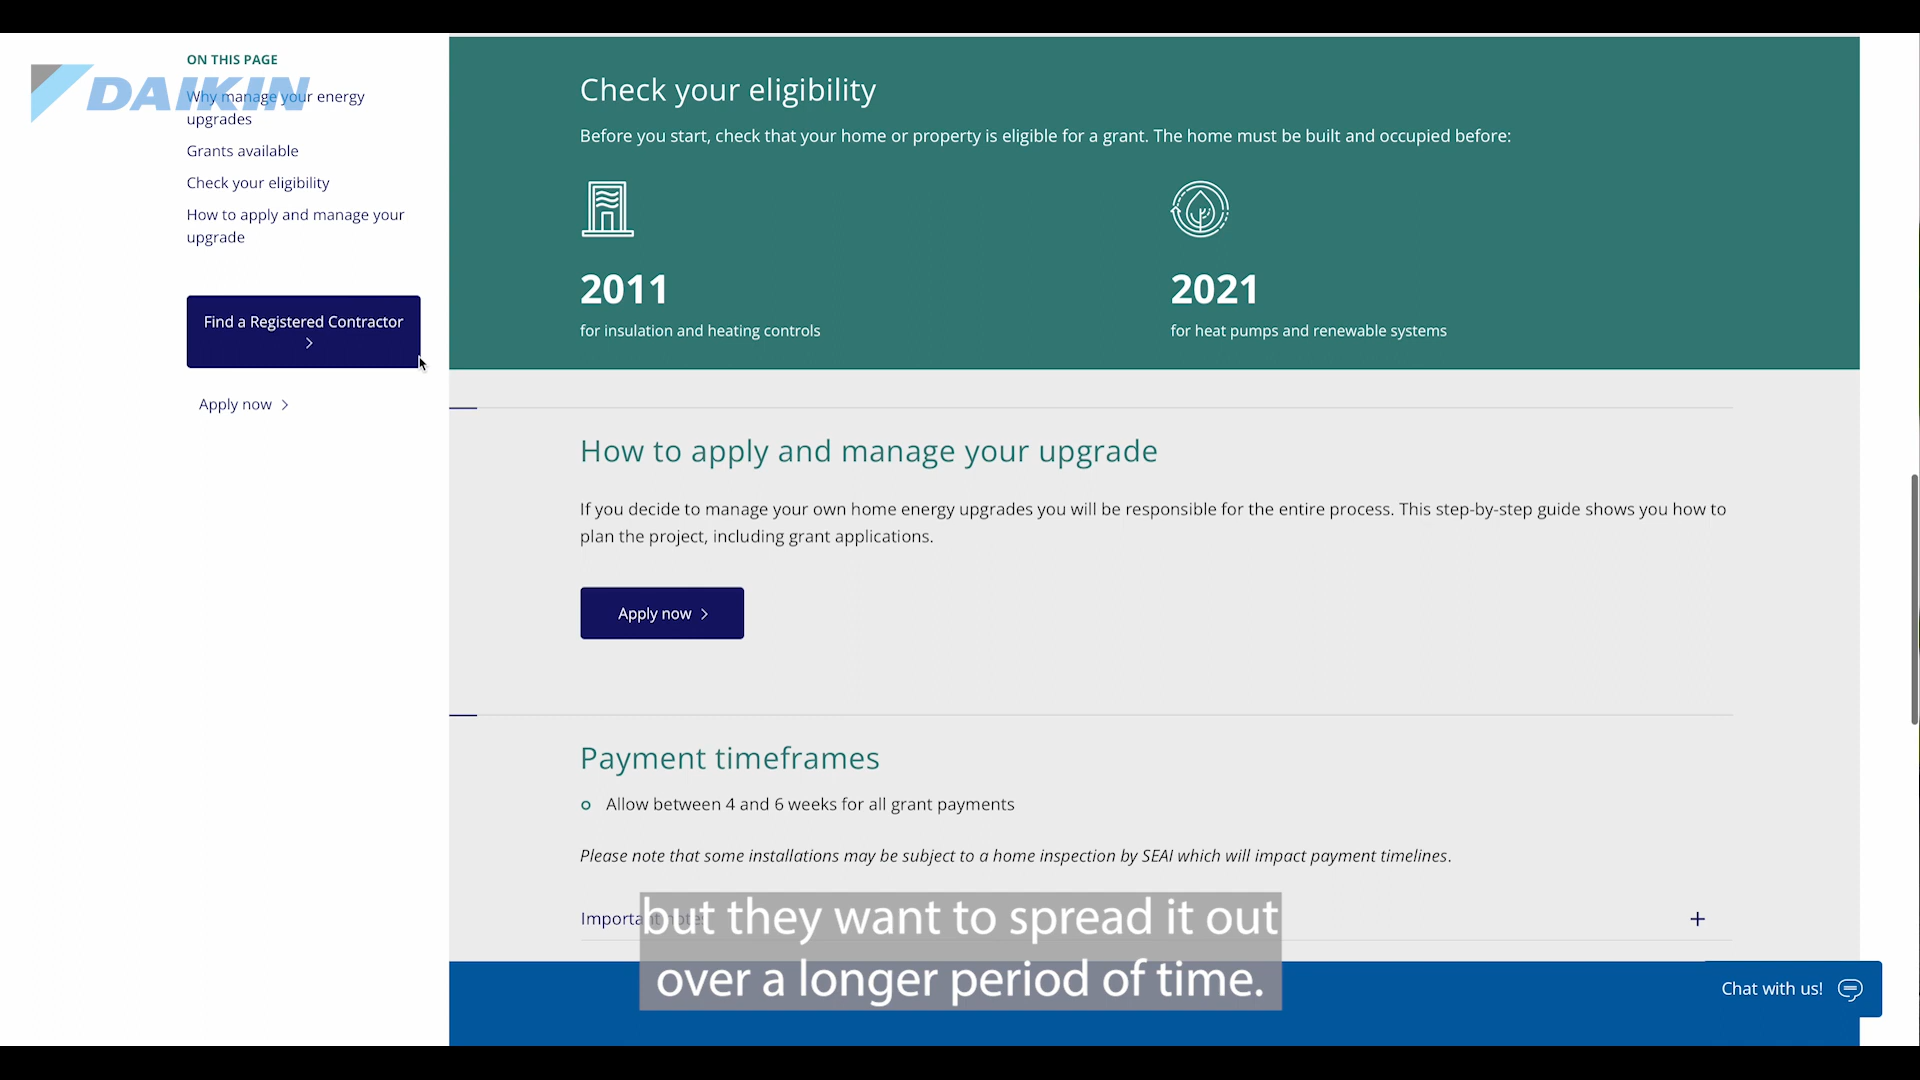 ON THIS PAGE
DAIKIN
Why manage your energy
upgrades
Grants available
Check your eligibility
How to apply and manage your
upgrade
Find a Registered Contractor
Apply now
Check your eligibility
Before you start, check that your home or property is eligible for a grant. The home must be built and occupied before:
2011
for insulation and heating controls
2021
for heat pumps and renewable systems
How to apply and manage your upgrade
If you decide to manage your own home energy upgrades you will be responsible for the entire process. This step-by-step guide shows you how to
plan the project, including grant applications.
Apply now
Payment timeframes
Allow between 4 and 6 weeks for all grant payments
Please note that some installations may be subject to a home inspection by SEAI which will impact payment timelines.
but they want to spread it out
over a longer period of time.
Chat with us!